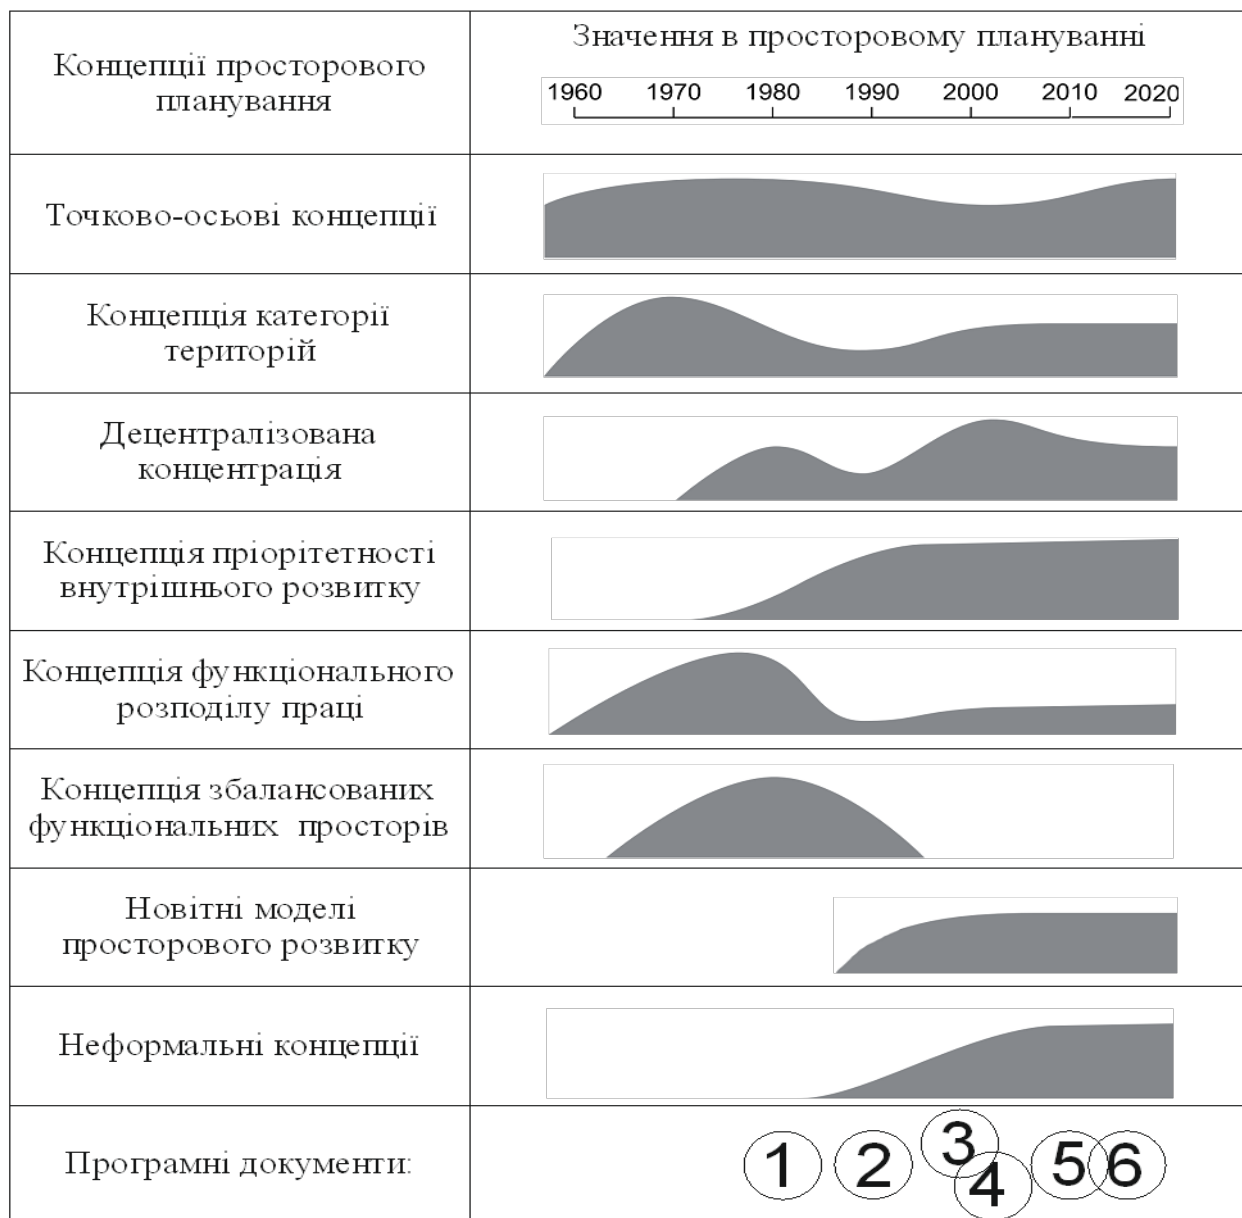 Концепції просторового
планування
Значення в просторовому плануванні
1960 1970 1980 1990 2000 2010 2020
Точково-осьові концепції
Концепція категорії
територій
Децентралізована
концентрація
Концепція пріорітетності
внутрішнього розвитку
Концепція функціонального
розподілу праці
Концепція збалансованих
функціональних просторів
Новітні моделі
просторового розвитку
Неформальні концепції
Програмні документи:
1 2 3 4 5 6